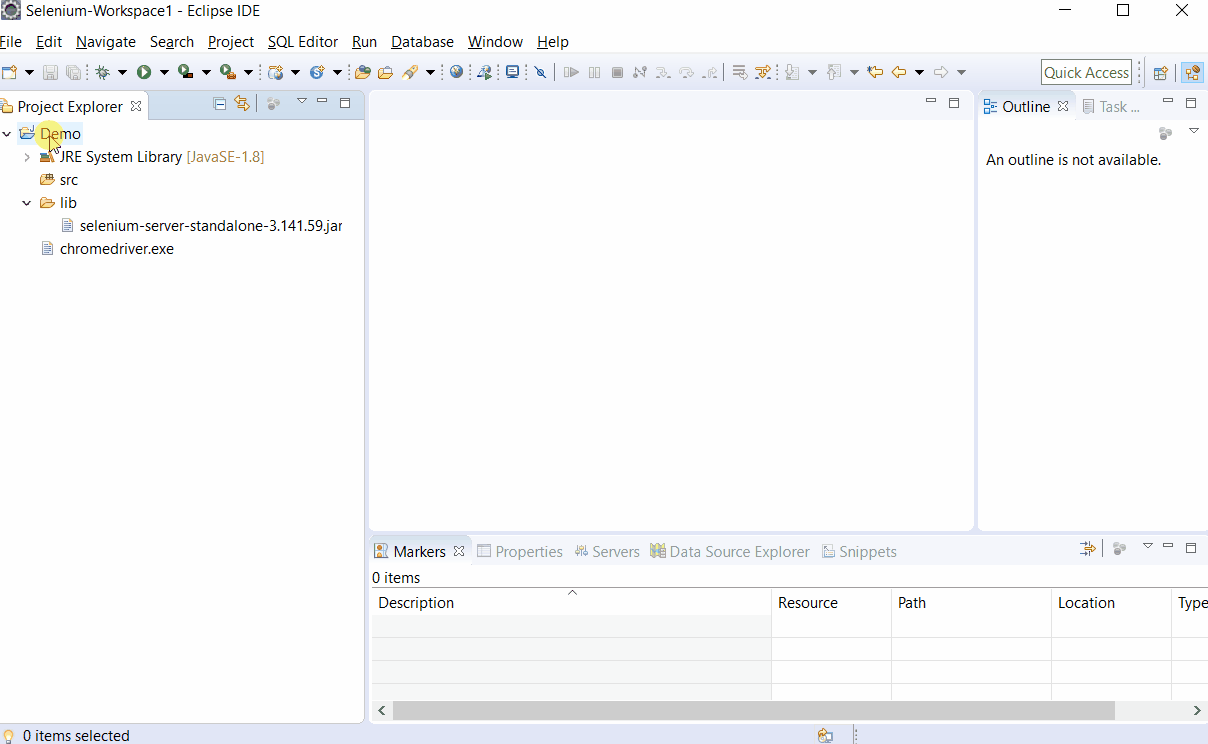 Selenium-Workspace1 - Eclipse IDE
File Edit Navigate Search Project SQL Editor Run Database Window Help
Quick Access
Project Explorer
Outline Task ...
Demo
JRE System Library [JavaSE-1.8]
An outline is not available.
src
lib
selenium-server-standalone-3.141.59.jar
chromedriver.exe
Markers Properties Servers Data Source Explorer Snippets
0 items
Description Resource Path Location Type
0 items selected